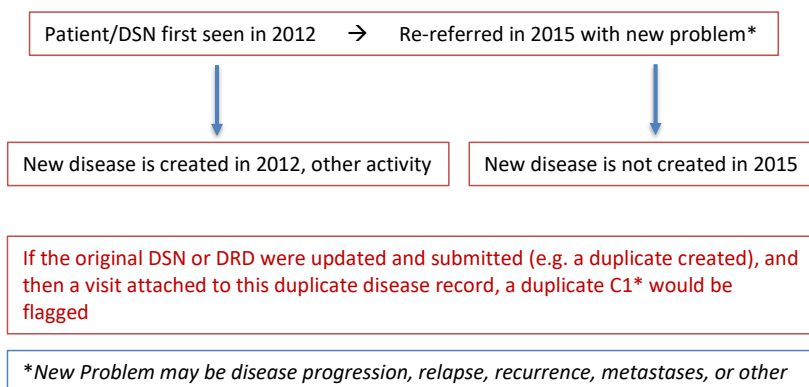 Patient/DSN first seen in 2012 → Re-referred in 2015 with new problem*
New disease is created in 2012, other activity
New disease is not created in 2015
If the original DSN or DRD were updated and submitted (e.g. a duplicate created), and
then a visit attached to this duplicate disease record, a duplicate C1* would be
flagged
*New Problem may be disease progression, relapse, recurrence, metastases, or other